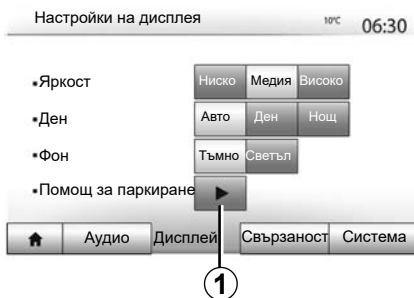 Настройки на дисплея 10°C 06:30
▪Яркост Ниско Медия Високо
▪Ден Авто Ден Нощ
▪Фон Тъмно Светъл
▪Помощ за паркиране
Аудио Дисплей Свързаност Система
1